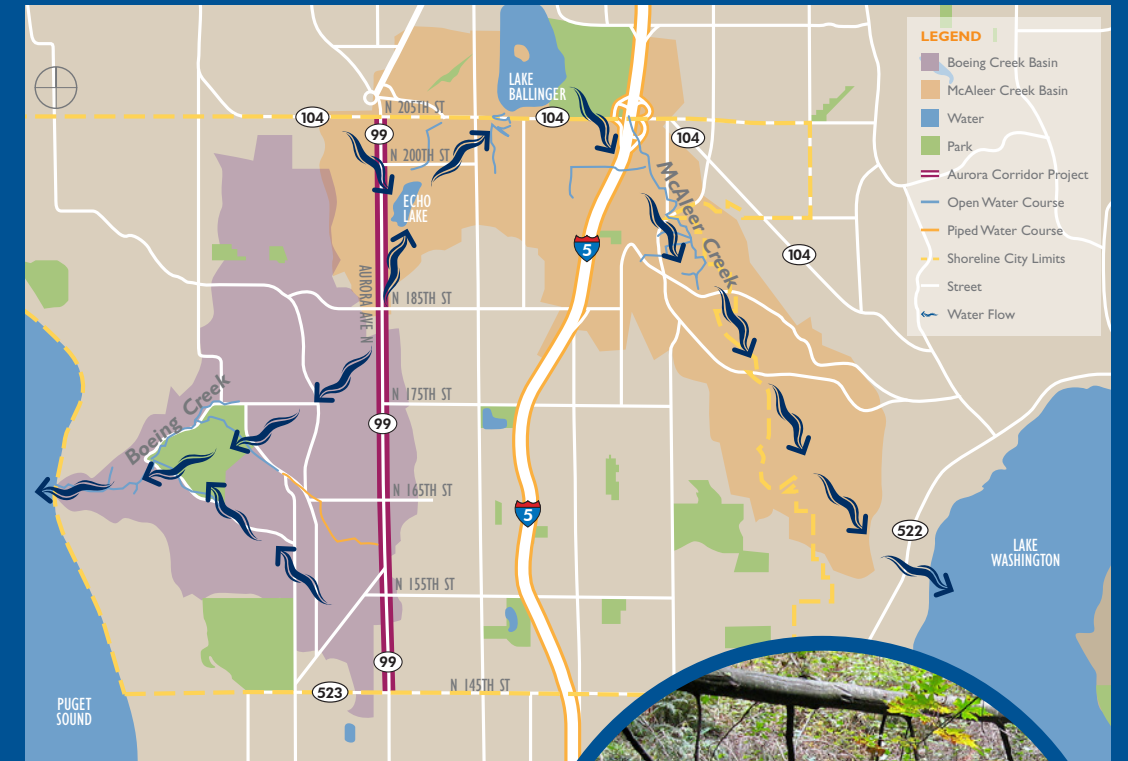 LEGEND
Boeing Creek Basin
McAleer Creek Basin
Water
Park
Aurora Corridor Project
Open Water Course
Piped Water Course
Shoreline City Limits
Street
Water Flow
LAKE
BALLINGER
N 205TH ST
104
104
99
104
N 200TH ST
McAleer Creek
ECHO
LAKE
5
104
AURORA AVE N
N 185TH ST
Boeing Creek
N 175TH ST
99
N 165TH ST
5
522
LAKE
WASHINGTON
N 155TH ST
99
523
N 145TH ST
PUGET
SOUND